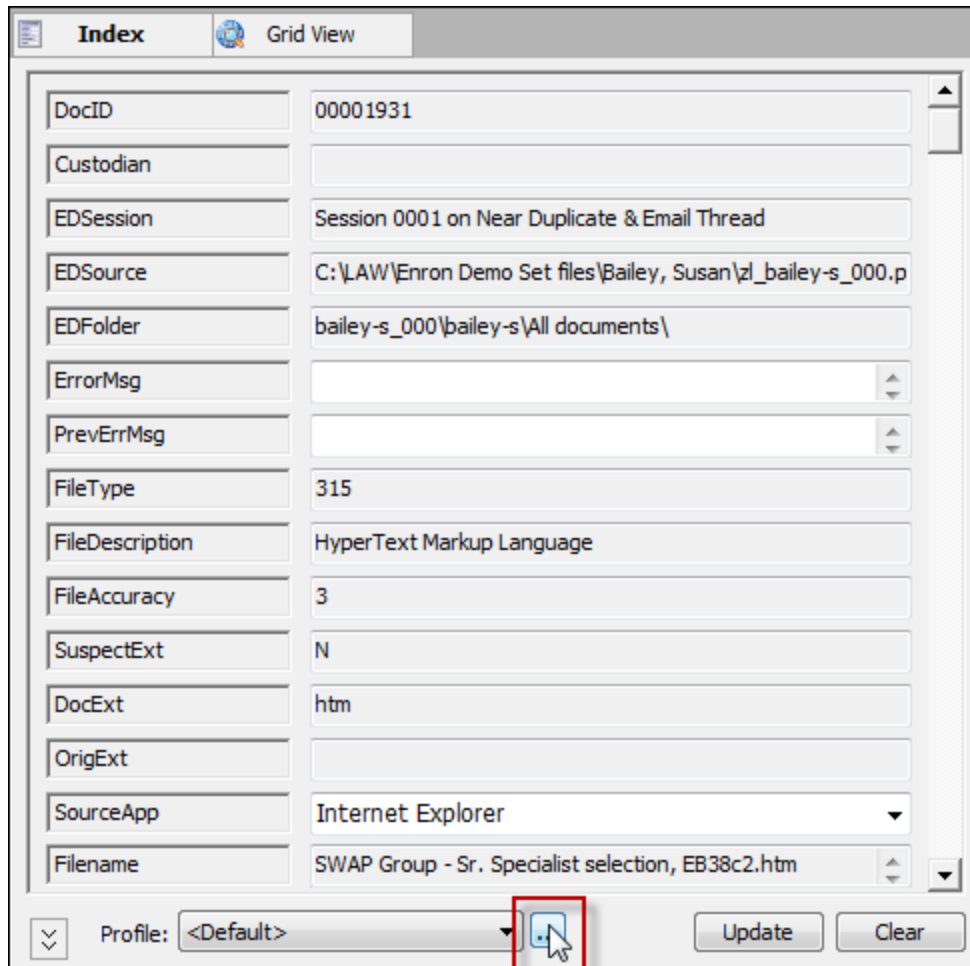 Index Grid View
DocID 00001931
Custodian
EDSession Session 0001 on Near Duplicate & Email Thread
EDSource C:\LAW\Enron Demo Set files\Bailey, Susan\zl_bailey-s_000.p
EDFolder bailey-s_000\bailey-s\All documents\
ErrorMsg
PrevErrMsg
FileType 315
FileDescription HyperText Markup Language
FileAccuracy 3
SuspectExt N
DocExt htm
OrigExt
SourceApp Internet Explorer
Filename SWAP Group - Sr. Specialist selection, EB38c2.htm
Profile: <Default> Update Clear